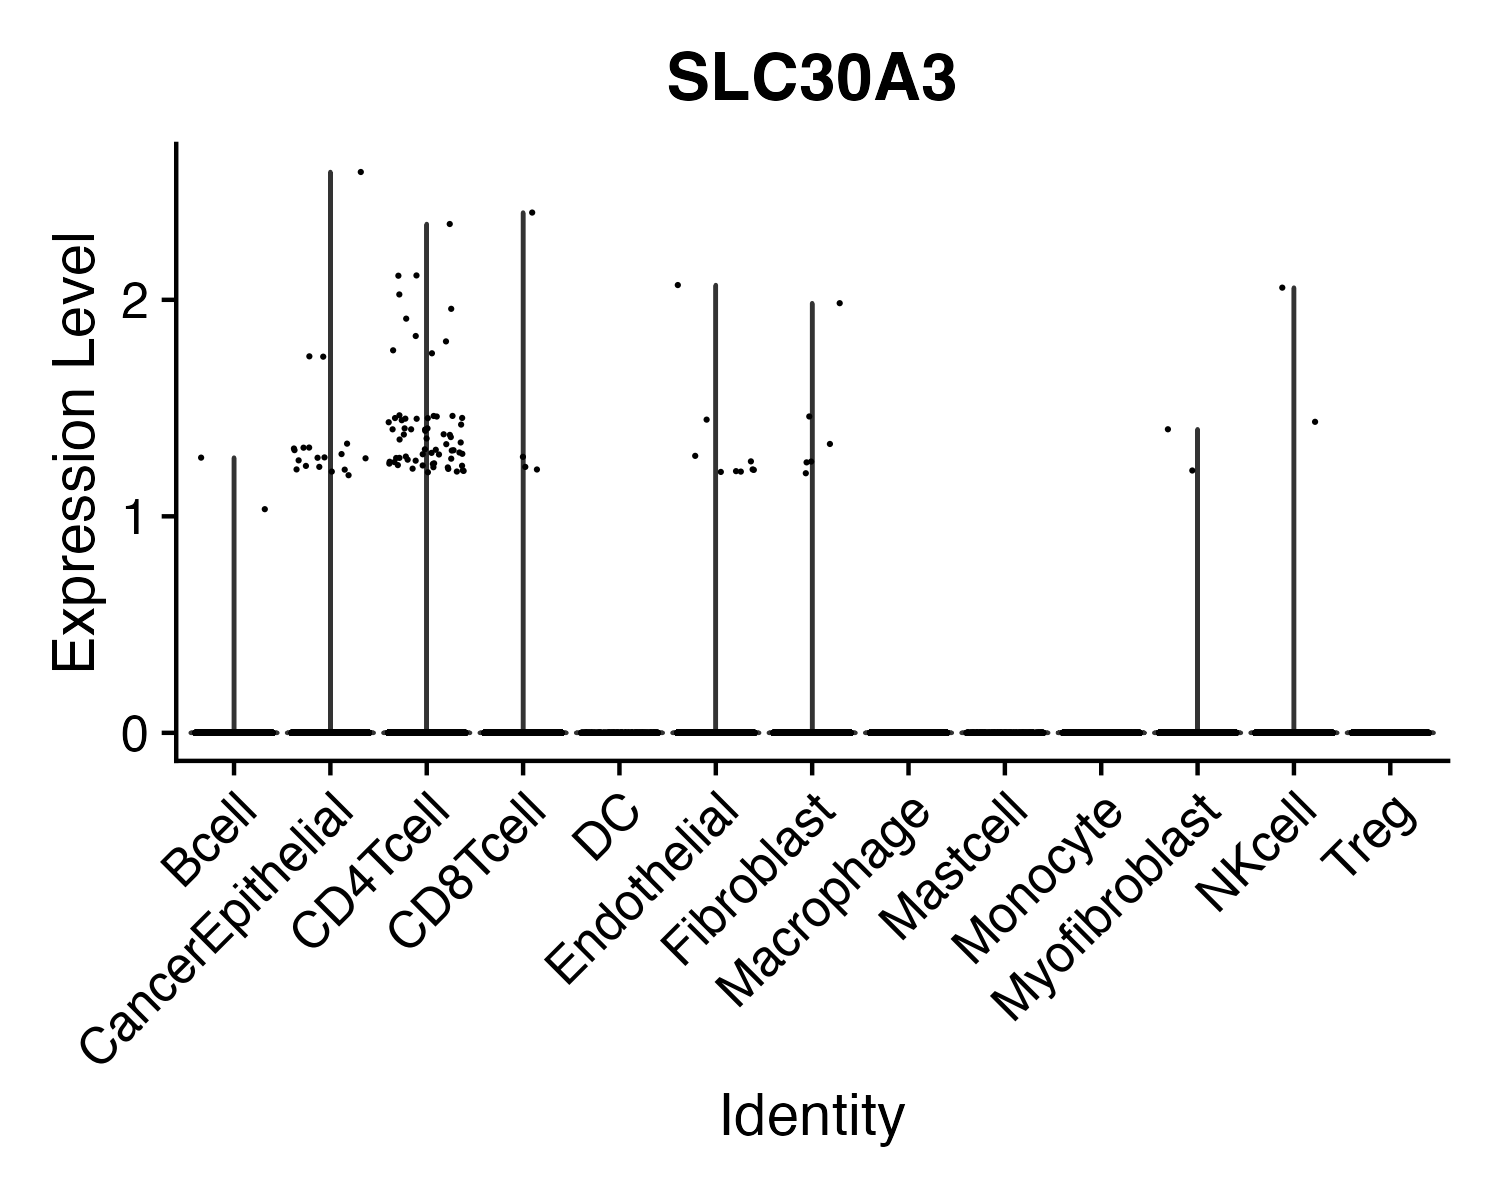 SLC30A3
Expression Level
2
1
0
Bcell
CancerEpithelial
CD4Tcell
CD8Tcell
DC
Endothelial
Fibroblast
Macrophage
Mastcell
Monocyte
Myofibroblast
NKcell
Treg
Identity